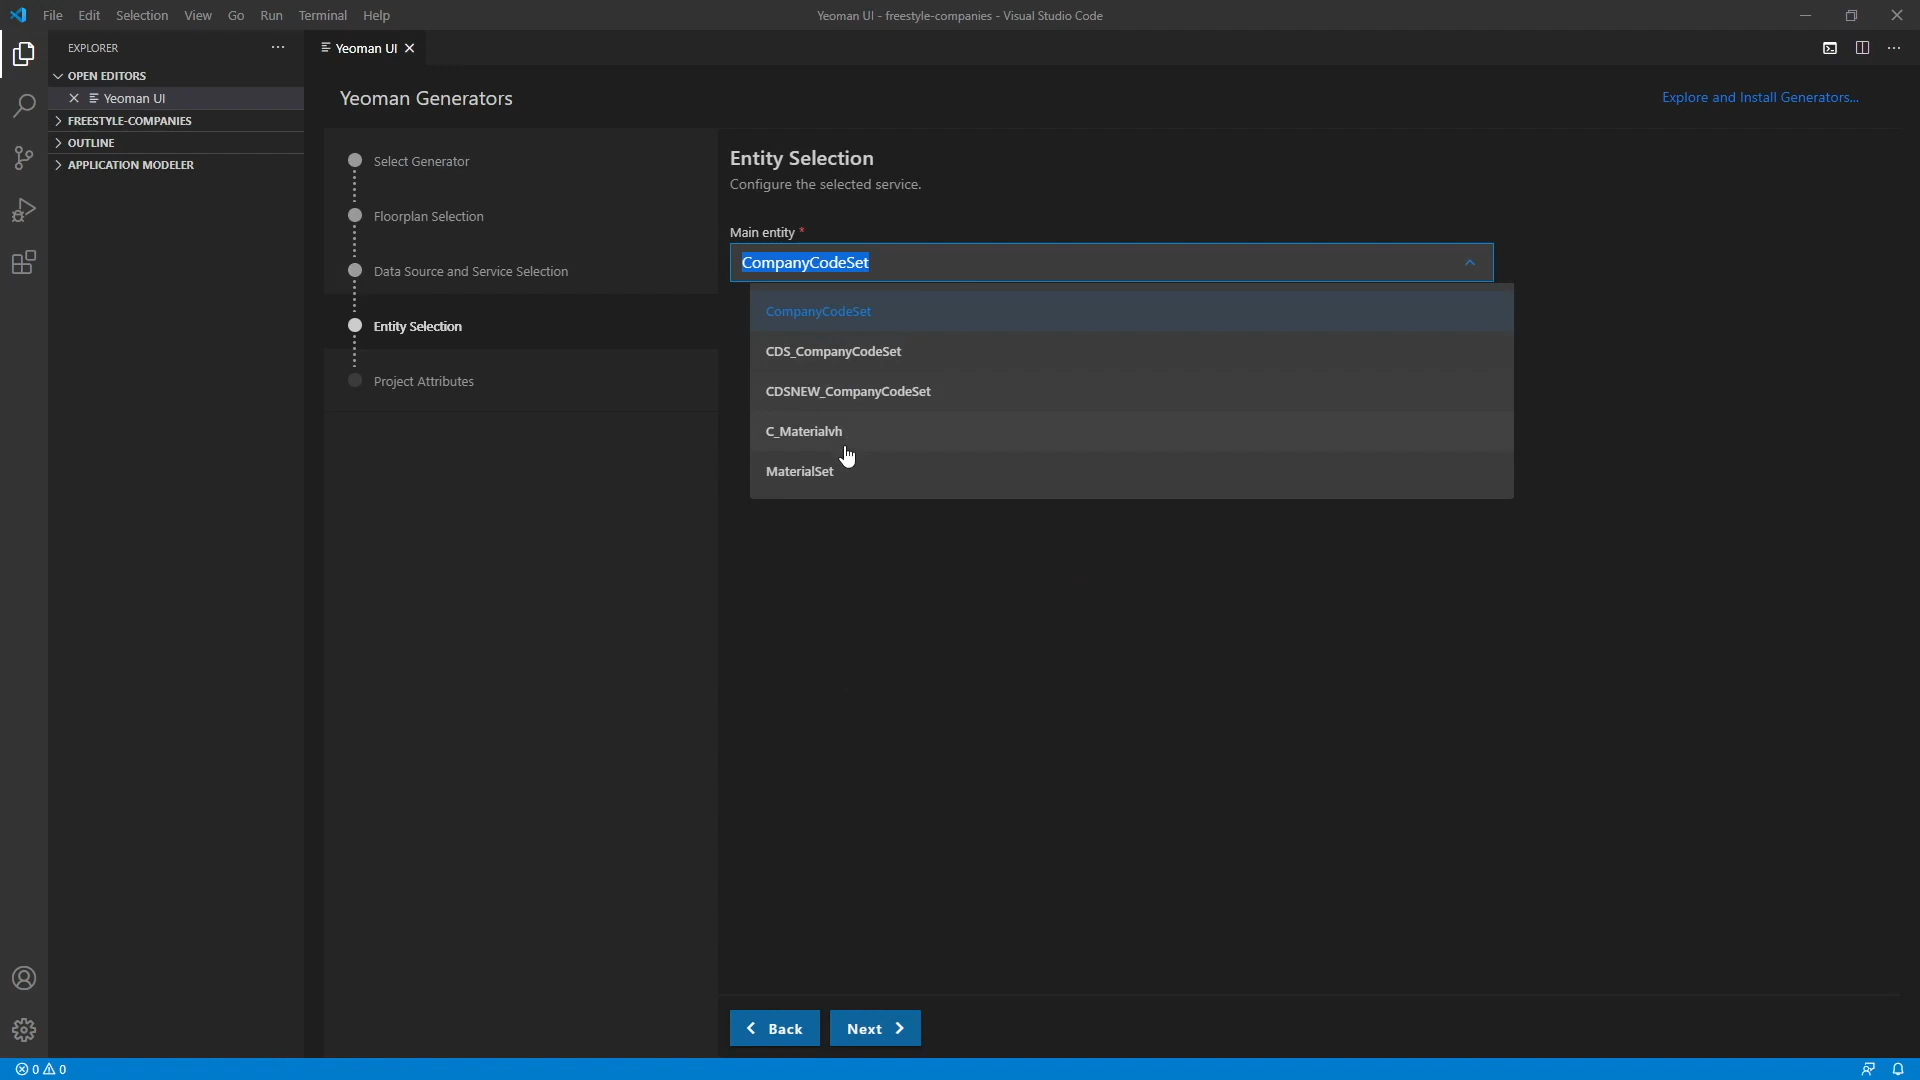 File Edit Selection View Go Run Terminal Help
Yeoman UI - freestyle-companies - Visual Studio Code
EXPLORER
OPEN EDITORS
Yeoman UI
FREESTYLE-COMPANIES
OUTLINE
APPLICATION MODELER
Yeoman UI
Yeoman Generators
Explore and Install Generators...
Select Generator
Floorplan Selection
Data Source and Service Selection
Entity Selection
Project Attributes
Entity Selection
Configure the selected service.
Main entity *
CompanyCodeSet
CompanyCodeSet
CDS_CompanyCodeSet
CDSNEW_CompanyCodeSet
C_Materialvh
MaterialSet
Back
Next
0 0